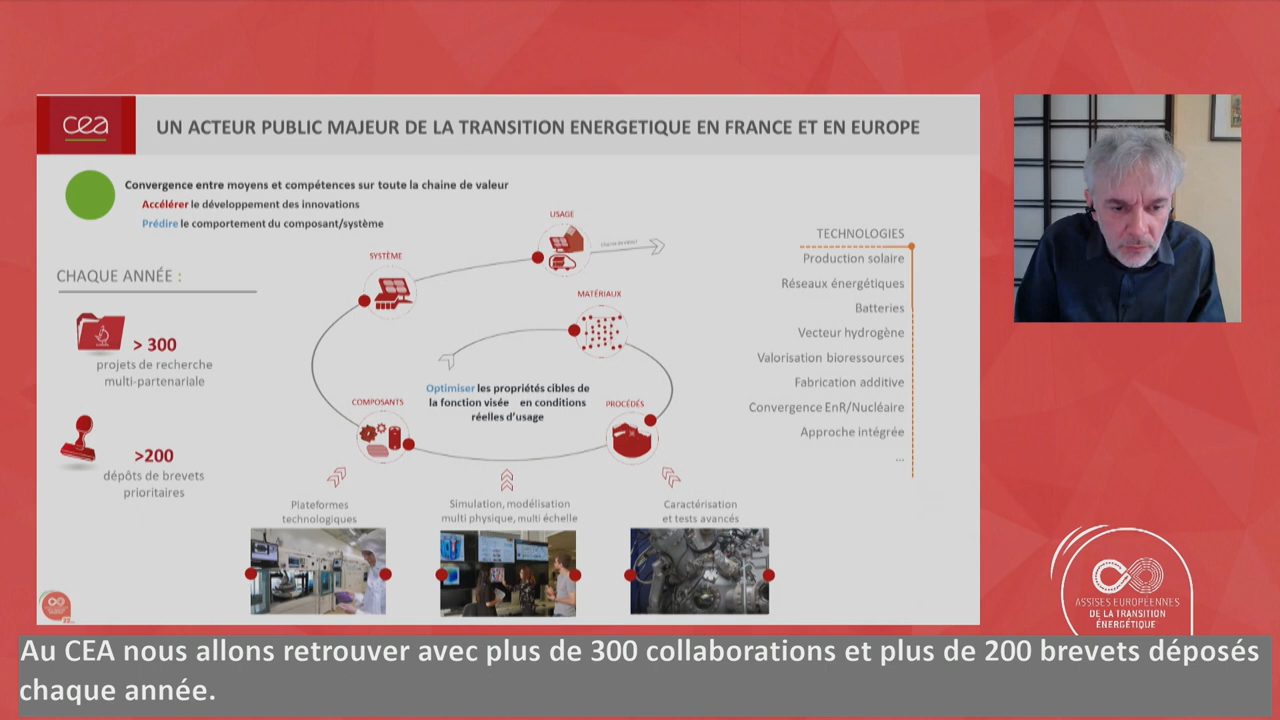 cea
UN ACTEUR PUBLIC MAJEUR DE LA TRANSITION ENERGETIQUE EN FRANCE ET EN EUROPE
Convergence entre moyens et compétences sur toute la chaine de valeur
Accélérer le développement des innovations
Prédire le comportement du composant/système
CHAQUE ANNÉE :
> 300
projets de recherche
multi-partenariale
>200
dépôts de brevets
prioritaires
USAGE
Chaîne de valeur
SYSTÈME
MATÉRIAUX
Optimiser les propriétés cibles de
la fonction visée en conditions
réelles d'usage
COMPOSANTS
PROCÉDÉS
Plateformes
technologiques
Simulation, modélisation
multi physique, multi échelle
Caractérisation
et tests avancés
TECHNOLOGIES
Production solaire
Réseaux énergétiques
Batteries
Vecteur hydrogène
Valorisation bioressources
Fabrication additive
Convergence EnR/Nucléaire
Approche intégrée
...
ASSISES EUROPÉENNES
DE LA TRANSITION
ÉNERGÉTIQUE
Au CEA nous allons retrouver avec plus de 300 collaborations et plus de 200 brevets déposés
chaque année.